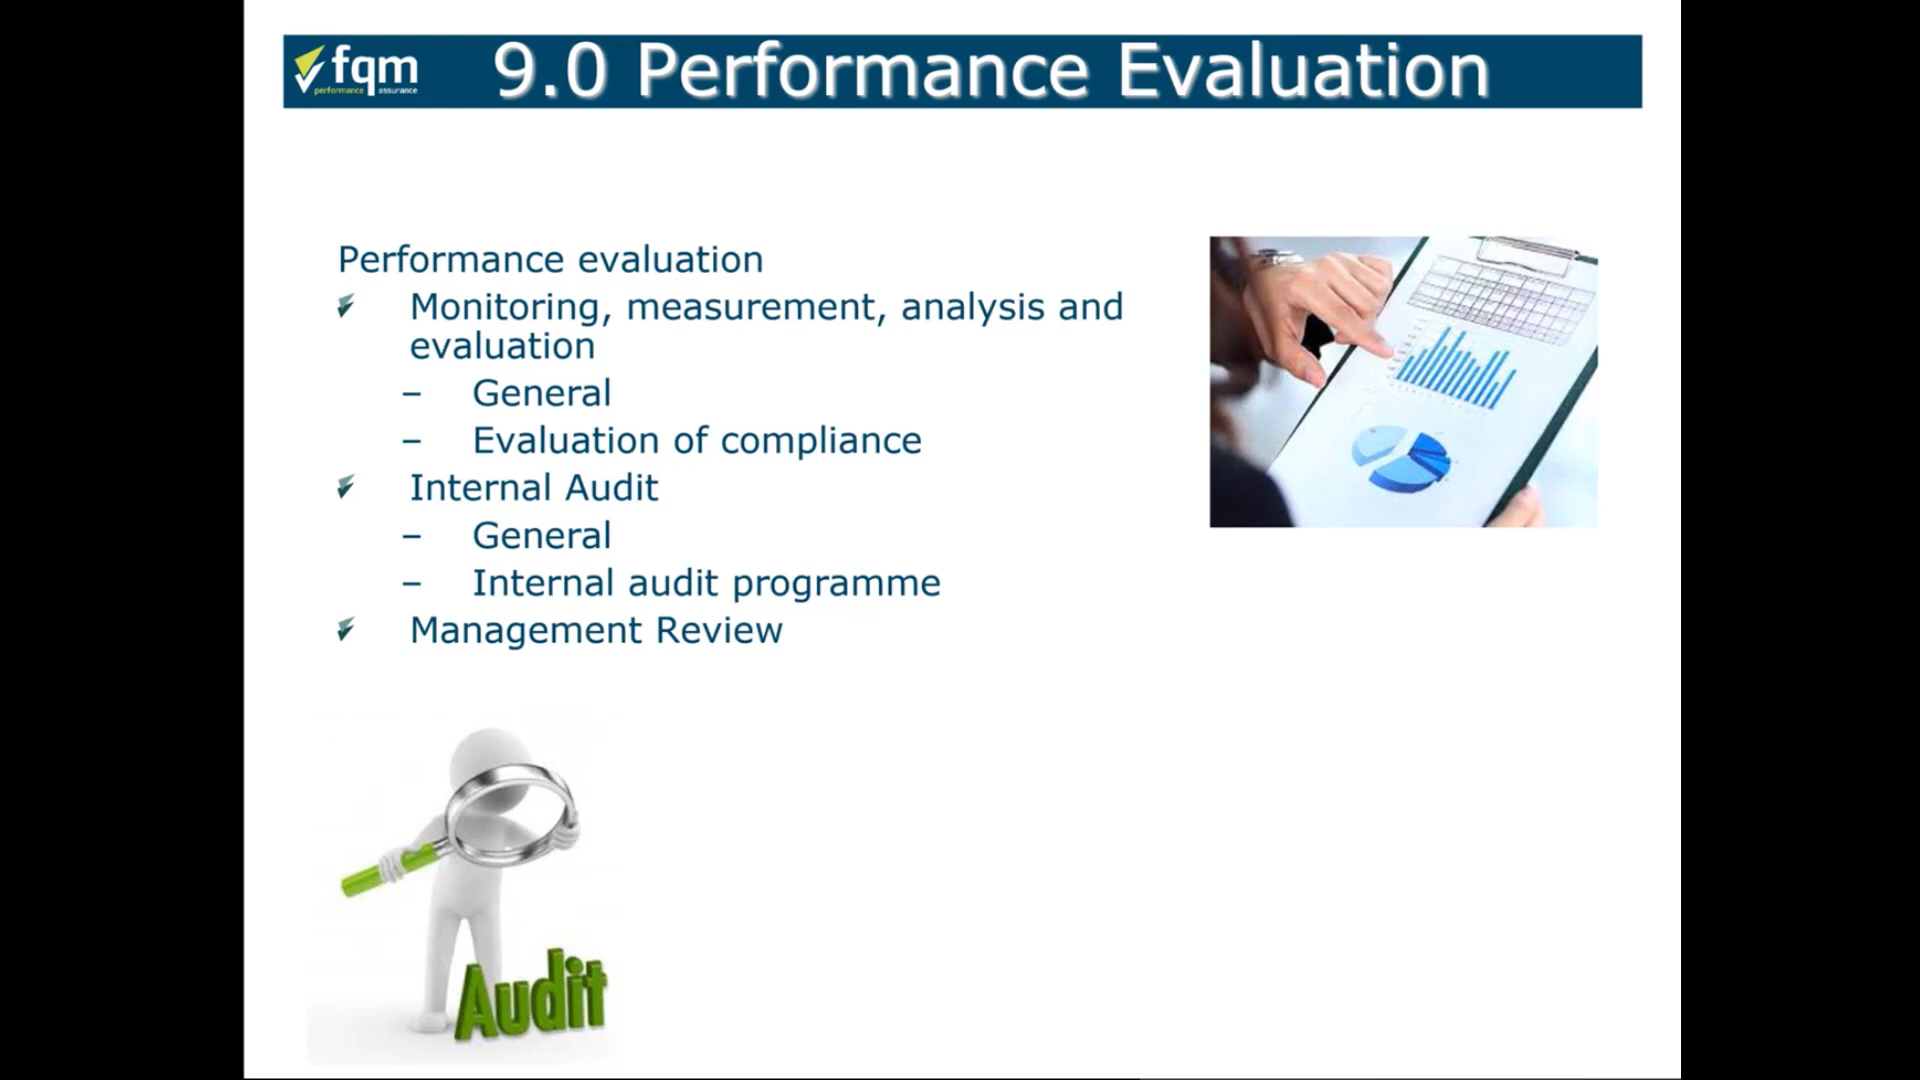 fqm
performance assurance
9.0 Performance Evaluation
Performance evaluation
Monitoring, measurement, analysis and
evaluation
– General
– Evaluation of compliance
Internal Audit
– General
– Internal audit programme
Management Review
Audit